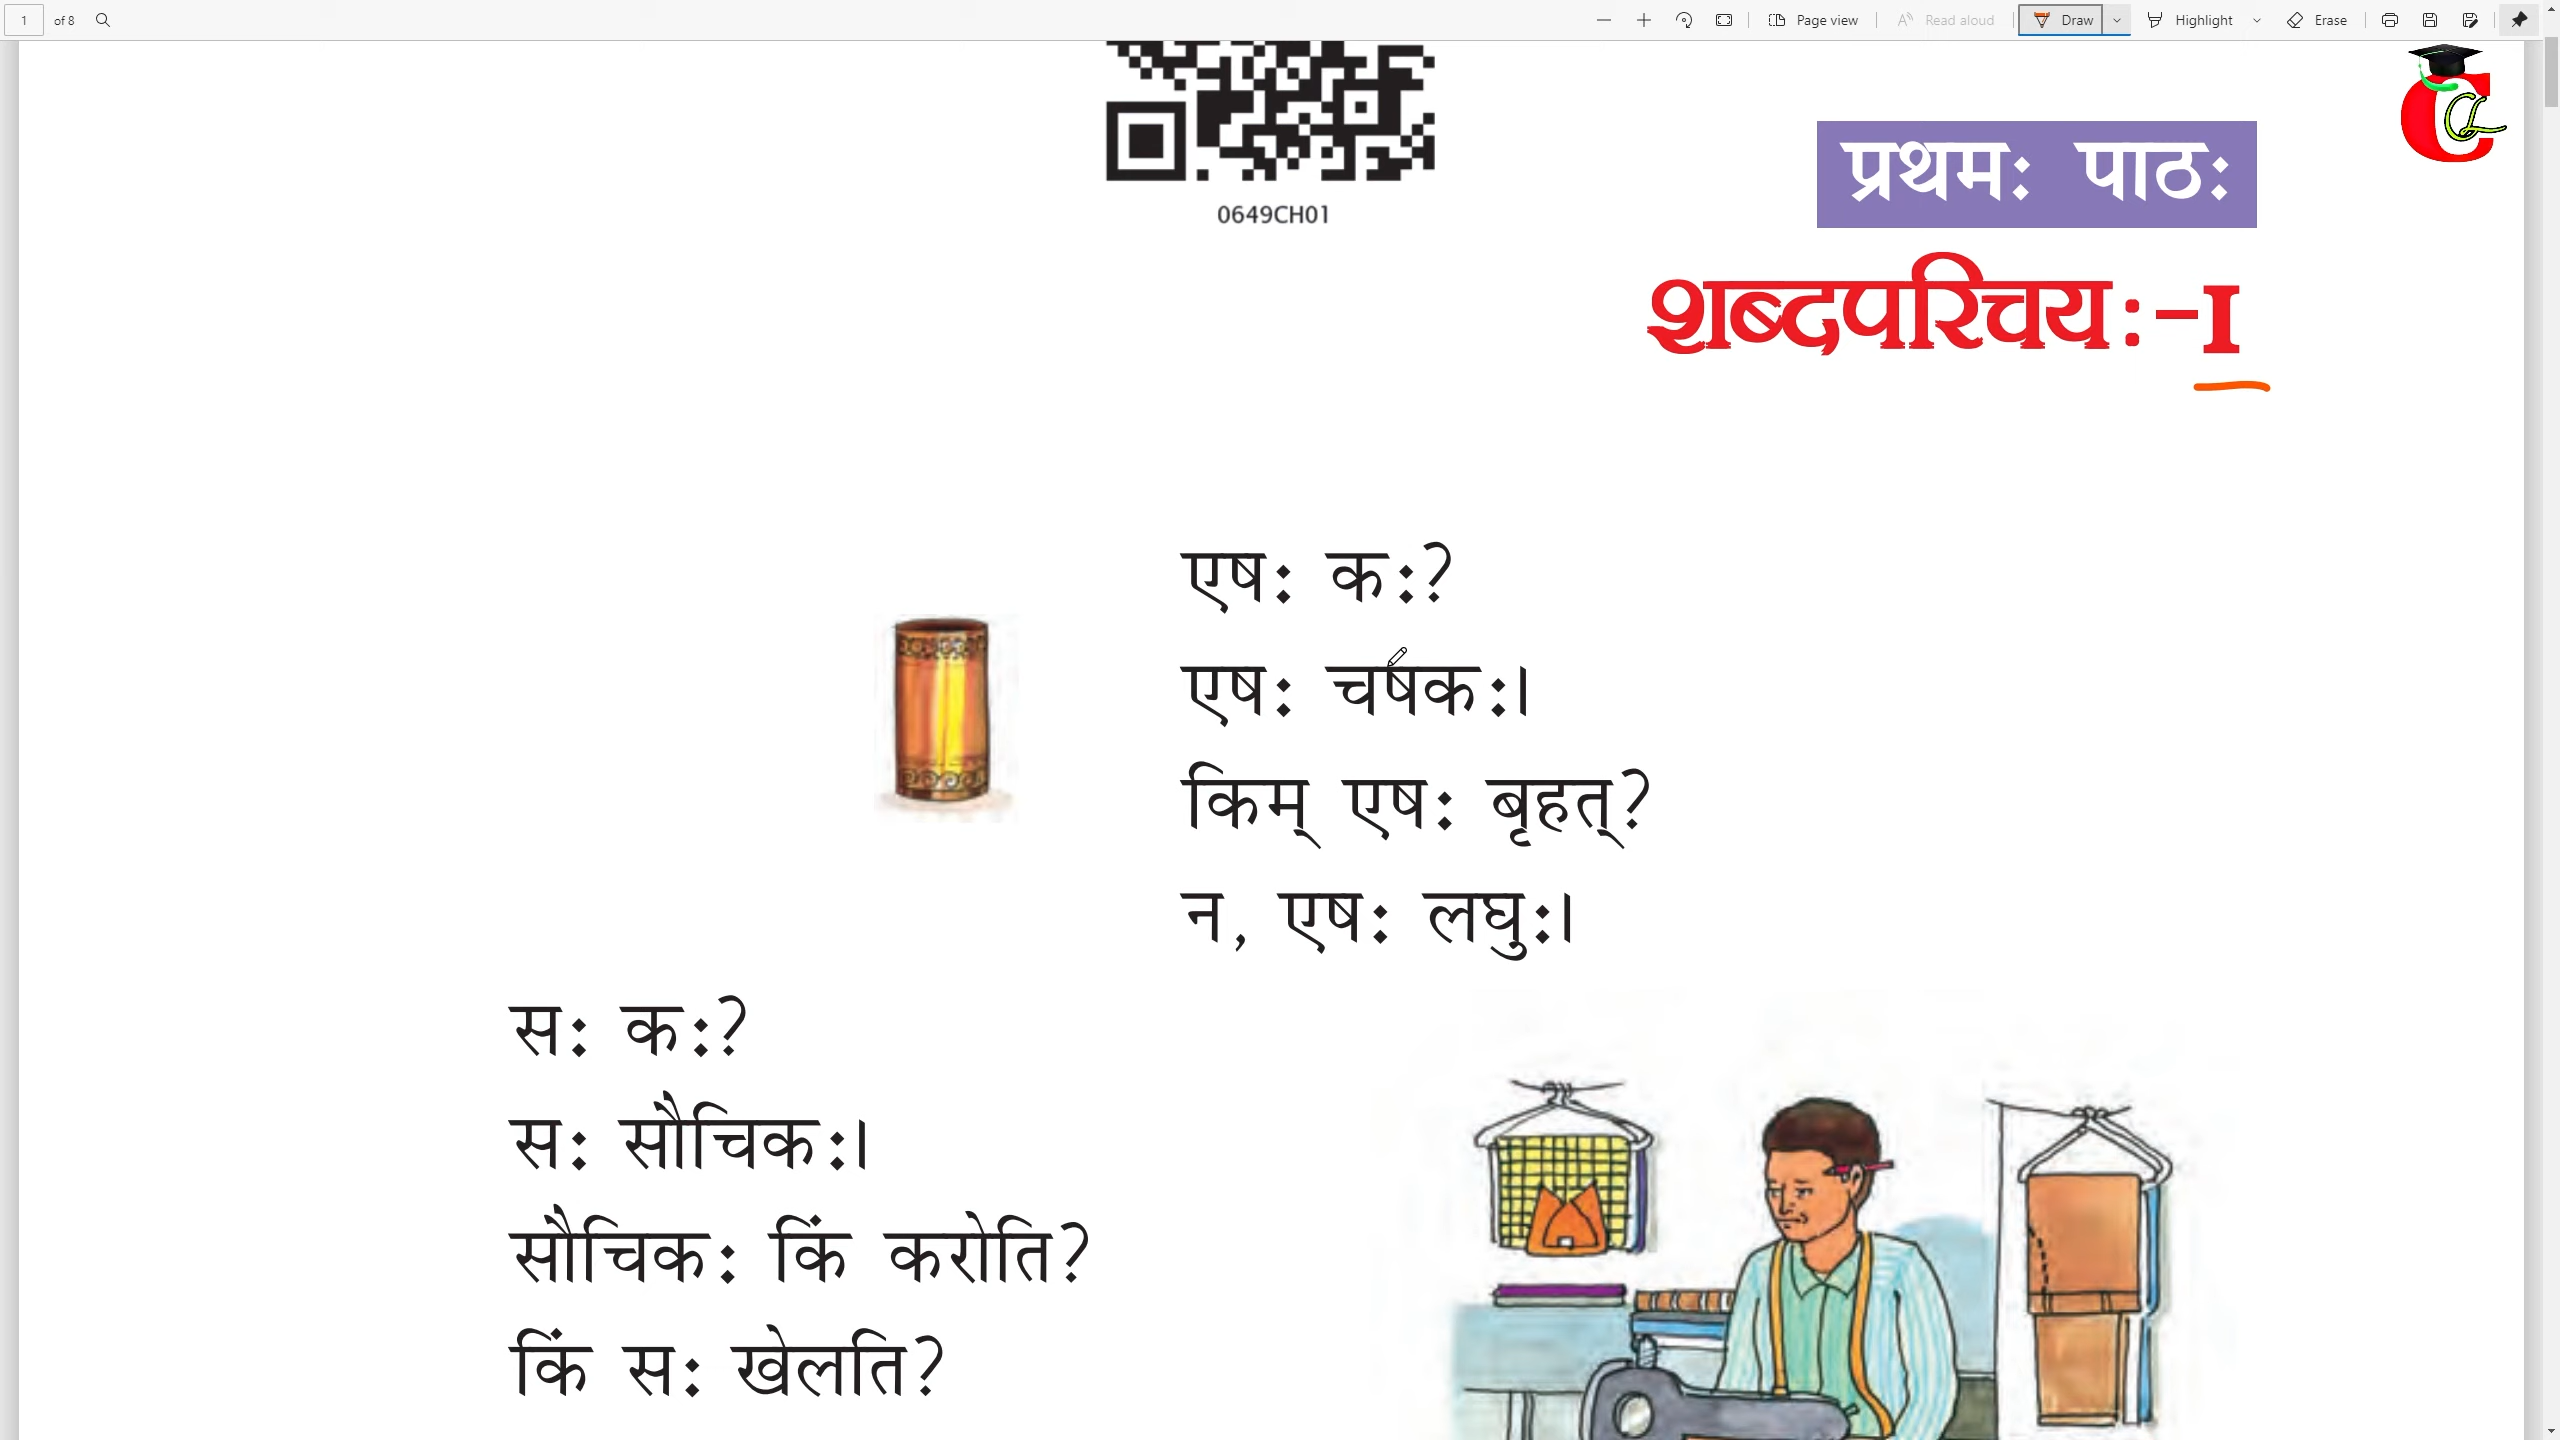 1 of 8 Page view Read aloud Draw Highlight Erase
0649CH01
प्रथमः पाठः
शब्दपरिचयः-I
एषः कः?
एषः चषकः।
किम् एषः बृहत्?
न, एषः लघुः।
सः कः?
सः सौचिकः।
सौचिकः किं करोति?
किं सः खेलति?